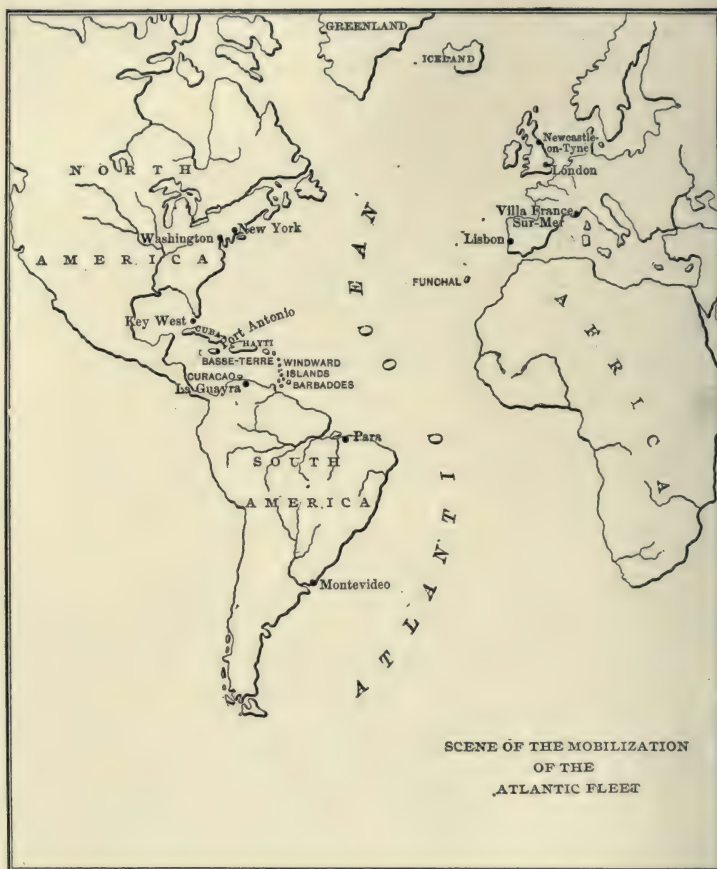 GREENLAND
ICELAND
Newcastle-
on-Tyne
London
NORTH
Villa France
Sur-Mer
New York
Washington
Lisbon
AMERICA
FUNCHAL
AFRICA
Key West
CUBA
Port Antonio
HAYTI
BASSE-TERRE
WINDWARD
ISLANDS
CURACAO
BARBADOES
La Guayra
Para
SOUTH
AMERICA
Montevideo
ATLANTIC OCEAN
SCENE OF THE MOBILIZATION
OF THE
ATLANTIC FLEET